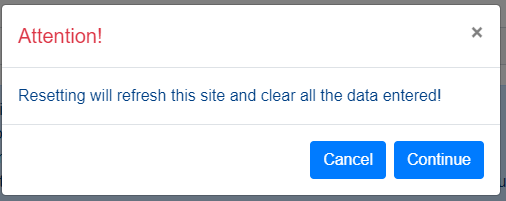 Attention!
×
Resetting will refresh this site and clear all the data entered!
Cancel Continue